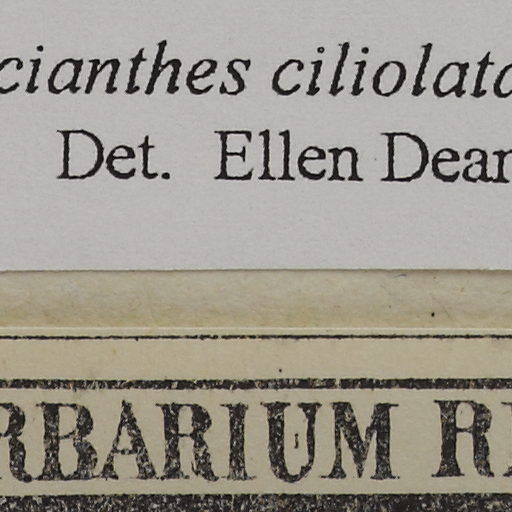 cianthes ciliolata
Det. Ellen Dean
RBARIUM R